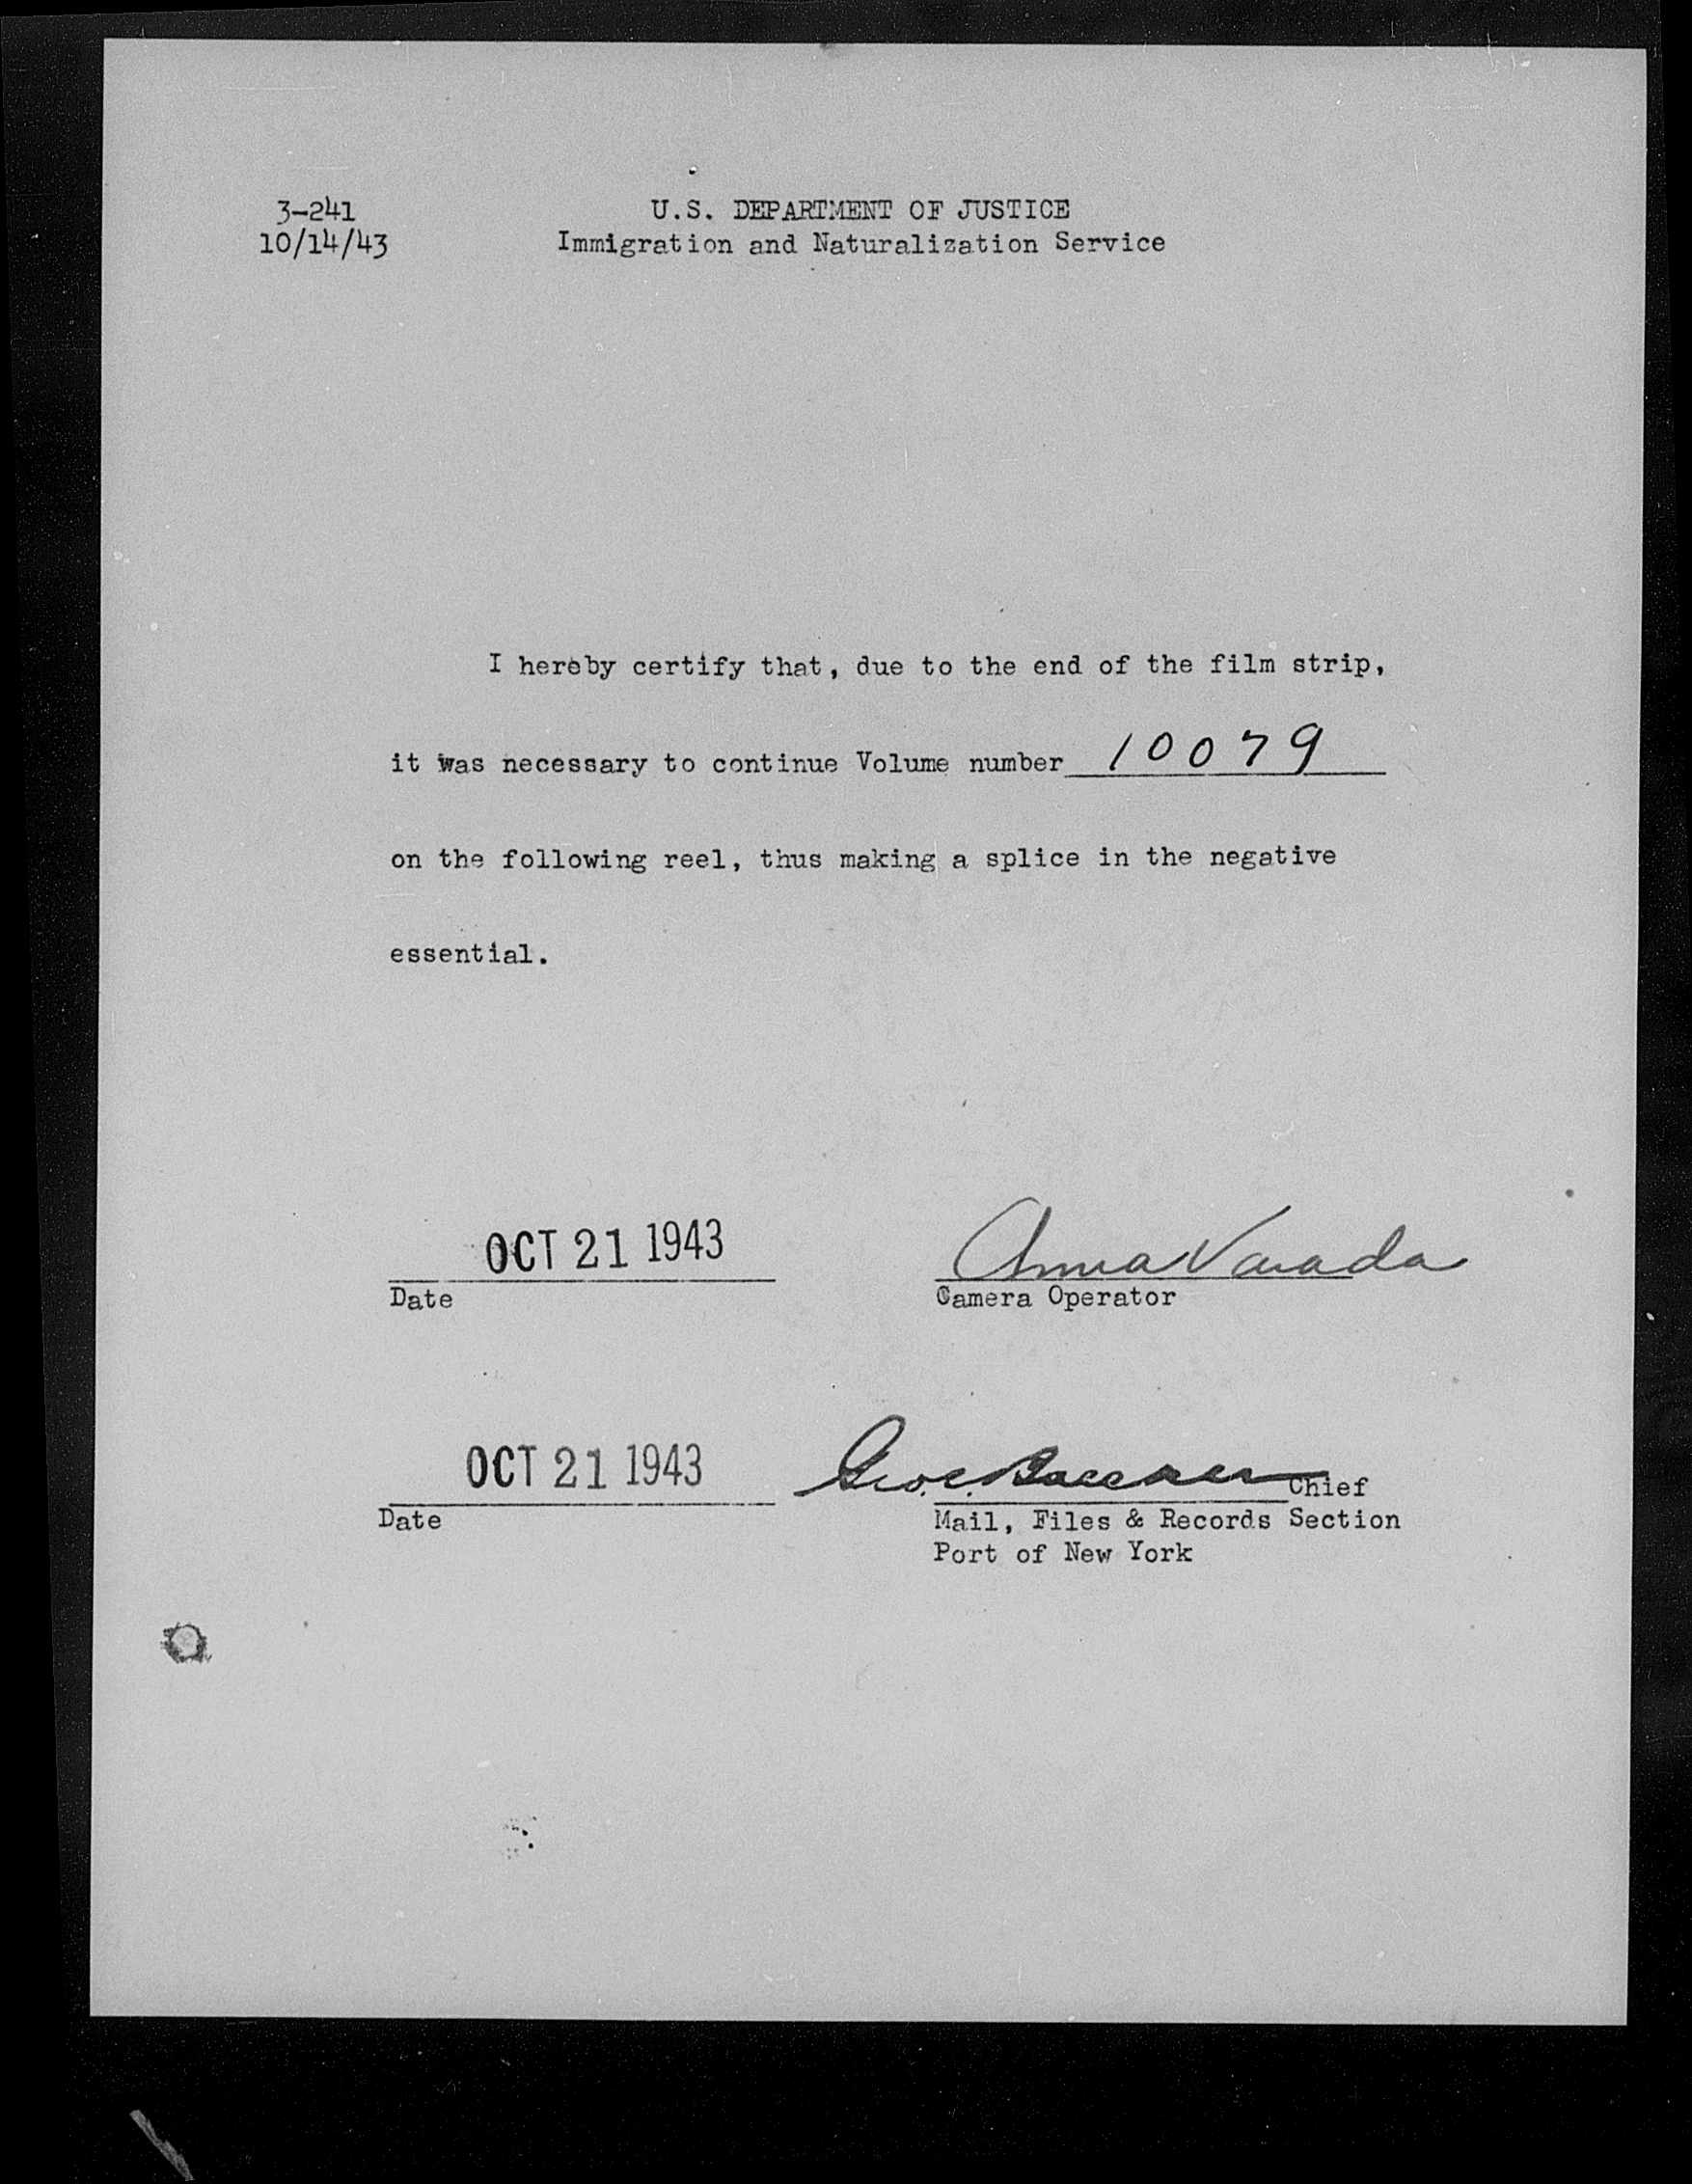 3-241
10/14/43
U.S. DEPARTMENT OF JUSTICE
Immigration and Naturalization Service
I hereby certify that, due to the end of the film strip,
it was necessary to continue Volume number 10079
on the following reel, thus making a splice in the negative
essential.
OCT 21 1943
Anna Varada
Date
Camera Operator
OCT 21 1943
Geo. C.
Chief
Date
Mail, Files & Records Section
Port of New York